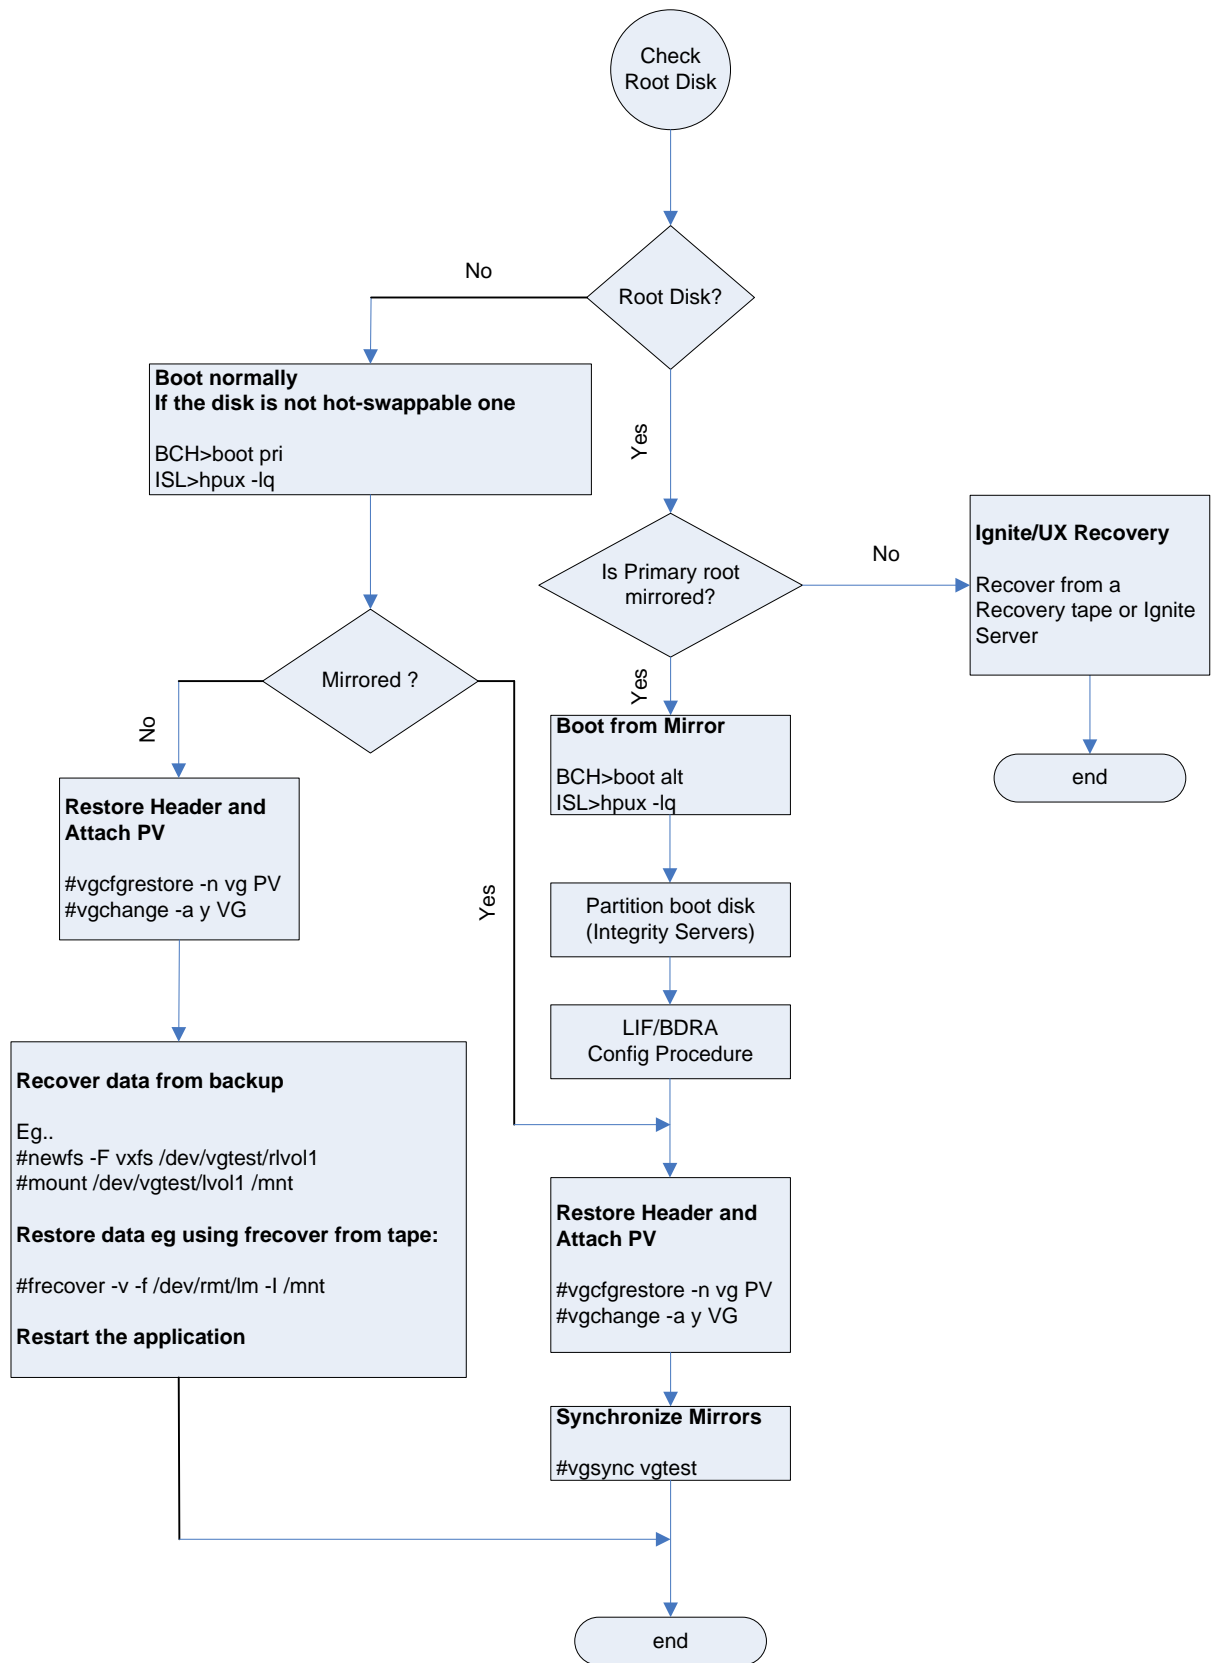 Check
Root Disk
No
Root Disk?
Boot normally
If the disk is not hot-swappable one
BCH>boot pri
ISL>hpux -lq
Yes
Is Primary root
mirrored?
No
Ignite/UX Recovery
Recover from a
Recovery tape or Ignite
Server
end
Mirrored ?
No
Yes
Yes
Boot from Mirror
BCH>boot alt
ISL>hpux -lq
Restore Header and
Attach PV
#vgcfgrestore -n vg PV
#vgchange -a y VG
Partition boot disk
(Integrity Servers)
LIF/BDRA
Config Procedure
Recover data from backup
Eg..
#newfs -F vxfs /dev/vgtest/rlvol1
#mount /dev/vgtest/lvol1 /mnt
Restore data eg using frecover from tape:
#frecover -v -f /dev/rmt/lm -I /mnt
Restart the application
Restore Header and
Attach PV
#vgcfgrestore -n vg PV
#vgchange -a y VG
Synchronize Mirrors
#vgsync vgtest
end